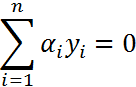 ∑_{i=1}^{n} α_i y_i = 0